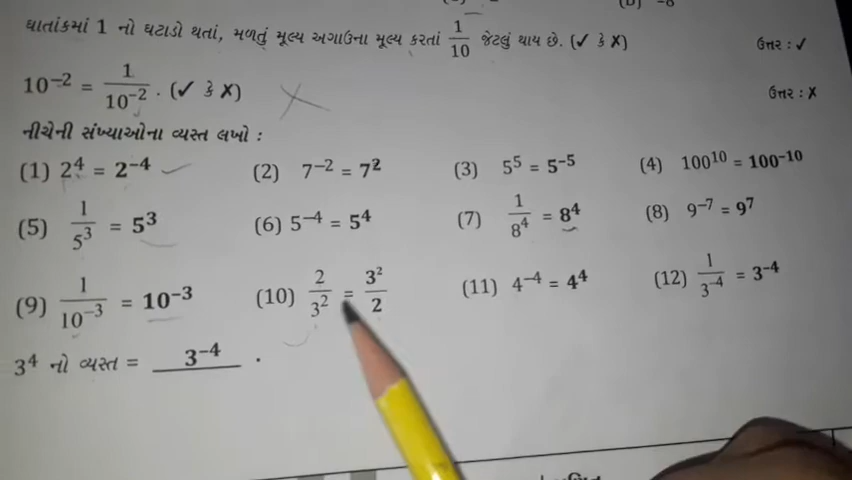 ઘાતાંકમાં 1 નો ઘટાડો થતાં, મળતું મૂલ્ય અગાઉના મૂલ્ય કરતાં 1/10 જેટલું થાય છે. (✓ કે ✗) ઉત્તર : ✓
10⁻² = 1/10⁻² . (✓ કે ✗) ઉત્તર : ✗
નીચેની સંખ્યાઓના વ્યસ્ત લખો :
(1) 2⁴ = 2⁻⁴ (2) 7⁻² = 7² (3) 5⁵ = 5⁻⁵ (4) 100¹⁰ = 100⁻¹⁰
(5) 1/5³ = 5³ (6) 5⁻⁴ = 5⁴ (7) 1/8⁴ = 8⁴ (8) 9⁻⁷ = 9⁷
(9) 1/10⁻³ = 10⁻³ (10) 2/3² = 3²/2 (11) 4⁻⁴ = 4⁴ (12) 1/3⁻⁴ = 3⁻⁴
3⁴ નો વ્યસ્ત = 3⁻⁴ .